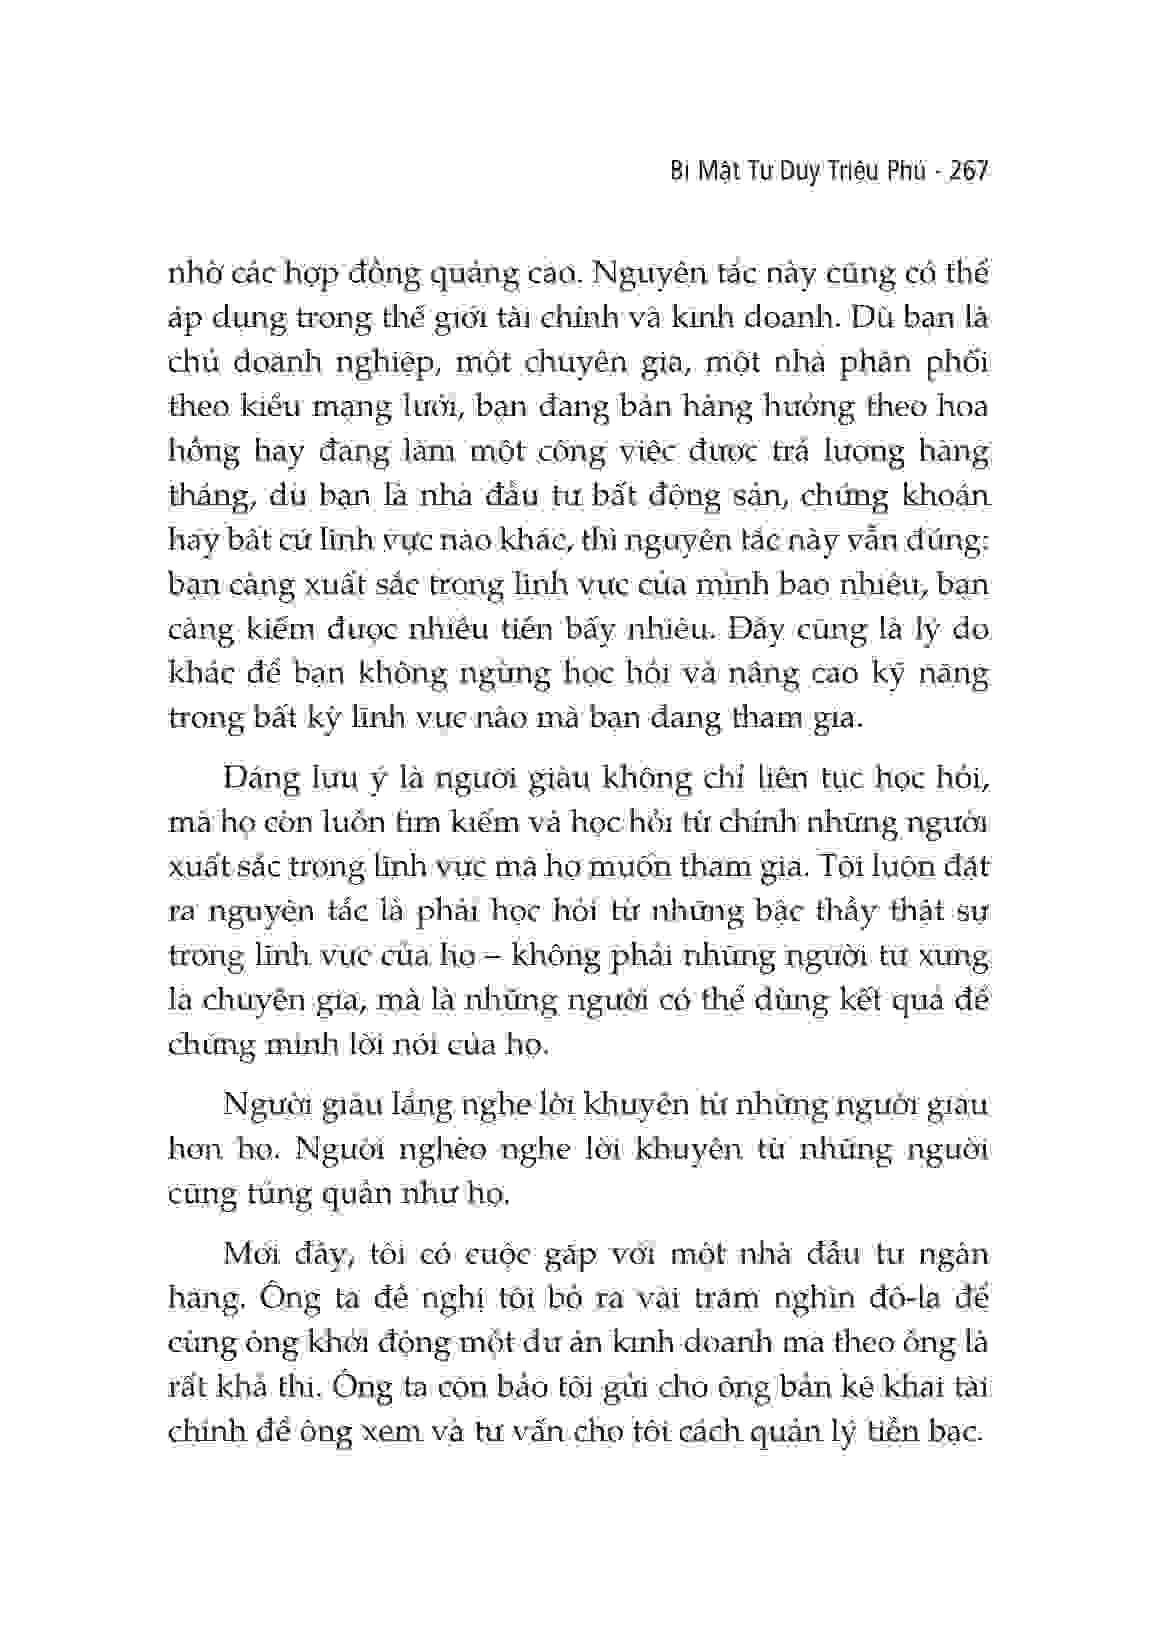 Bí Mật Tư Duy Triệu Phú - 267
nhờ các hợp đồng quảng cáo. Nguyên tắc này cũng có thể
áp dụng trong thế giới tài chính và kinh doanh. Dù bạn là
chủ doanh nghiệp, một chuyên gia, một nhà phân phối
theo kiểu mạng lưới, bạn đang bán hàng hưởng theo hoa
hồng hay đang làm một công việc được trả lương hàng
tháng, dù bạn là nhà đầu tư bất động sản, chứng khoán
hay bất cứ lĩnh vực nào khác, thì nguyên tắc này vẫn đúng:
bạn càng xuất sắc trong lĩnh vực của mình bao nhiêu, bạn
càng kiếm được nhiều tiền bấy nhiêu. Đây cũng là lý do
khác để bạn không ngừng học hỏi và nâng cao kỹ năng
trong bất kỳ lĩnh vực nào mà bạn đang tham gia.
Đáng lưu ý là người giàu không chỉ liên tục học hỏi,
mà họ còn luôn tìm kiếm và học hỏi từ chính những người
xuất sắc trong lĩnh vực mà họ muốn tham gia. Tôi luôn đặt
ra nguyên tắc là phải học hỏi từ những bậc thầy thật sự
trong lĩnh vực của họ – không phải những người tự xưng
là chuyên gia, mà là những người có thể dùng kết quả để
chứng minh lời nói của họ.
Người giàu lắng nghe lời khuyên từ những người giàu
hơn họ. Người nghèo nghe lời khuyên từ những người
cũng túng quẫn như họ.
Mới đây, tôi có cuộc gặp với một nhà đầu tư ngân
hàng. Ông ta đề nghị tôi bỏ ra vài trăm nghìn đô-la để
cùng ông khởi động một dự án kinh doanh mà theo ông là
rất khả thi. Ông ta còn bảo tôi gửi cho ông bản kê khai tài
chính để ông xem và tư vấn cho tôi cách quản lý tiền bạc.